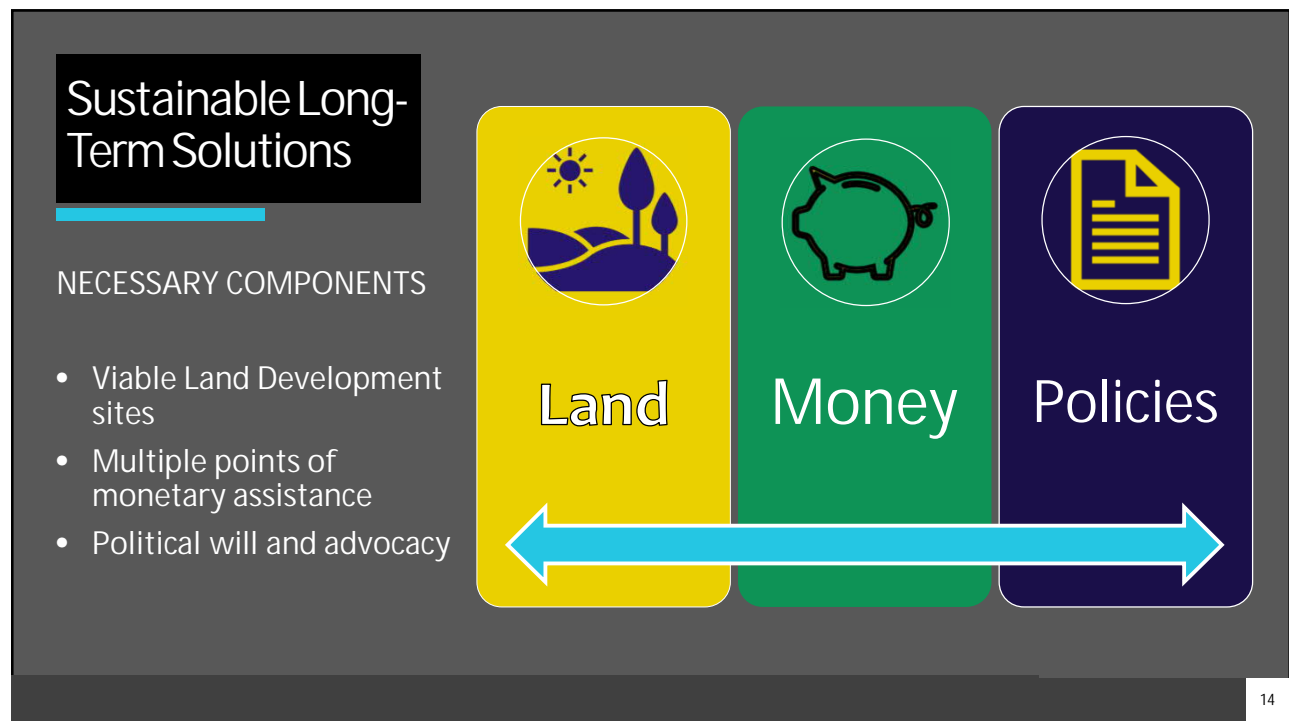 Sustainable Long-
Term Solutions
NECESSARY COMPONENTS
• Viable Land Development
sites
• Multiple points of
monetary assistance
• Political will and advocacy
Land
Money
Policies
14